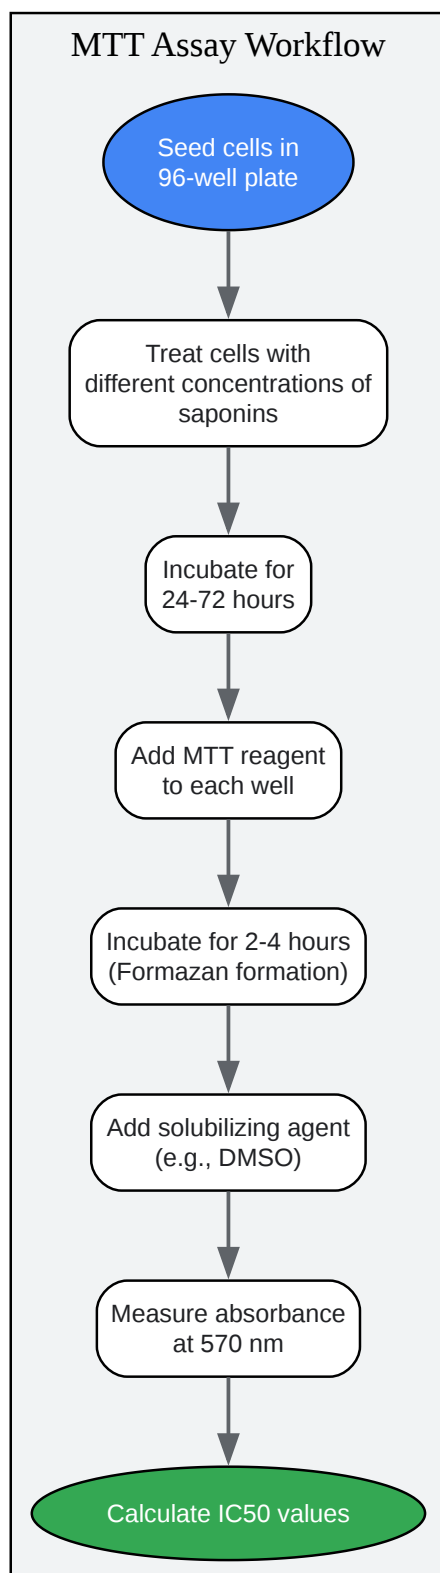 MTT Assay Workflow
Seed cells in
96-well plate
Treat cells with
different concentrations of
saponins
Incubate for
24-72 hours
Add MTT reagent
to each well
Incubate for 2-4 hours
(Formazan formation)
Add solubilizing agent
(e.g., DMSO)
Measure absorbance
at 570 nm
Calculate IC50 values